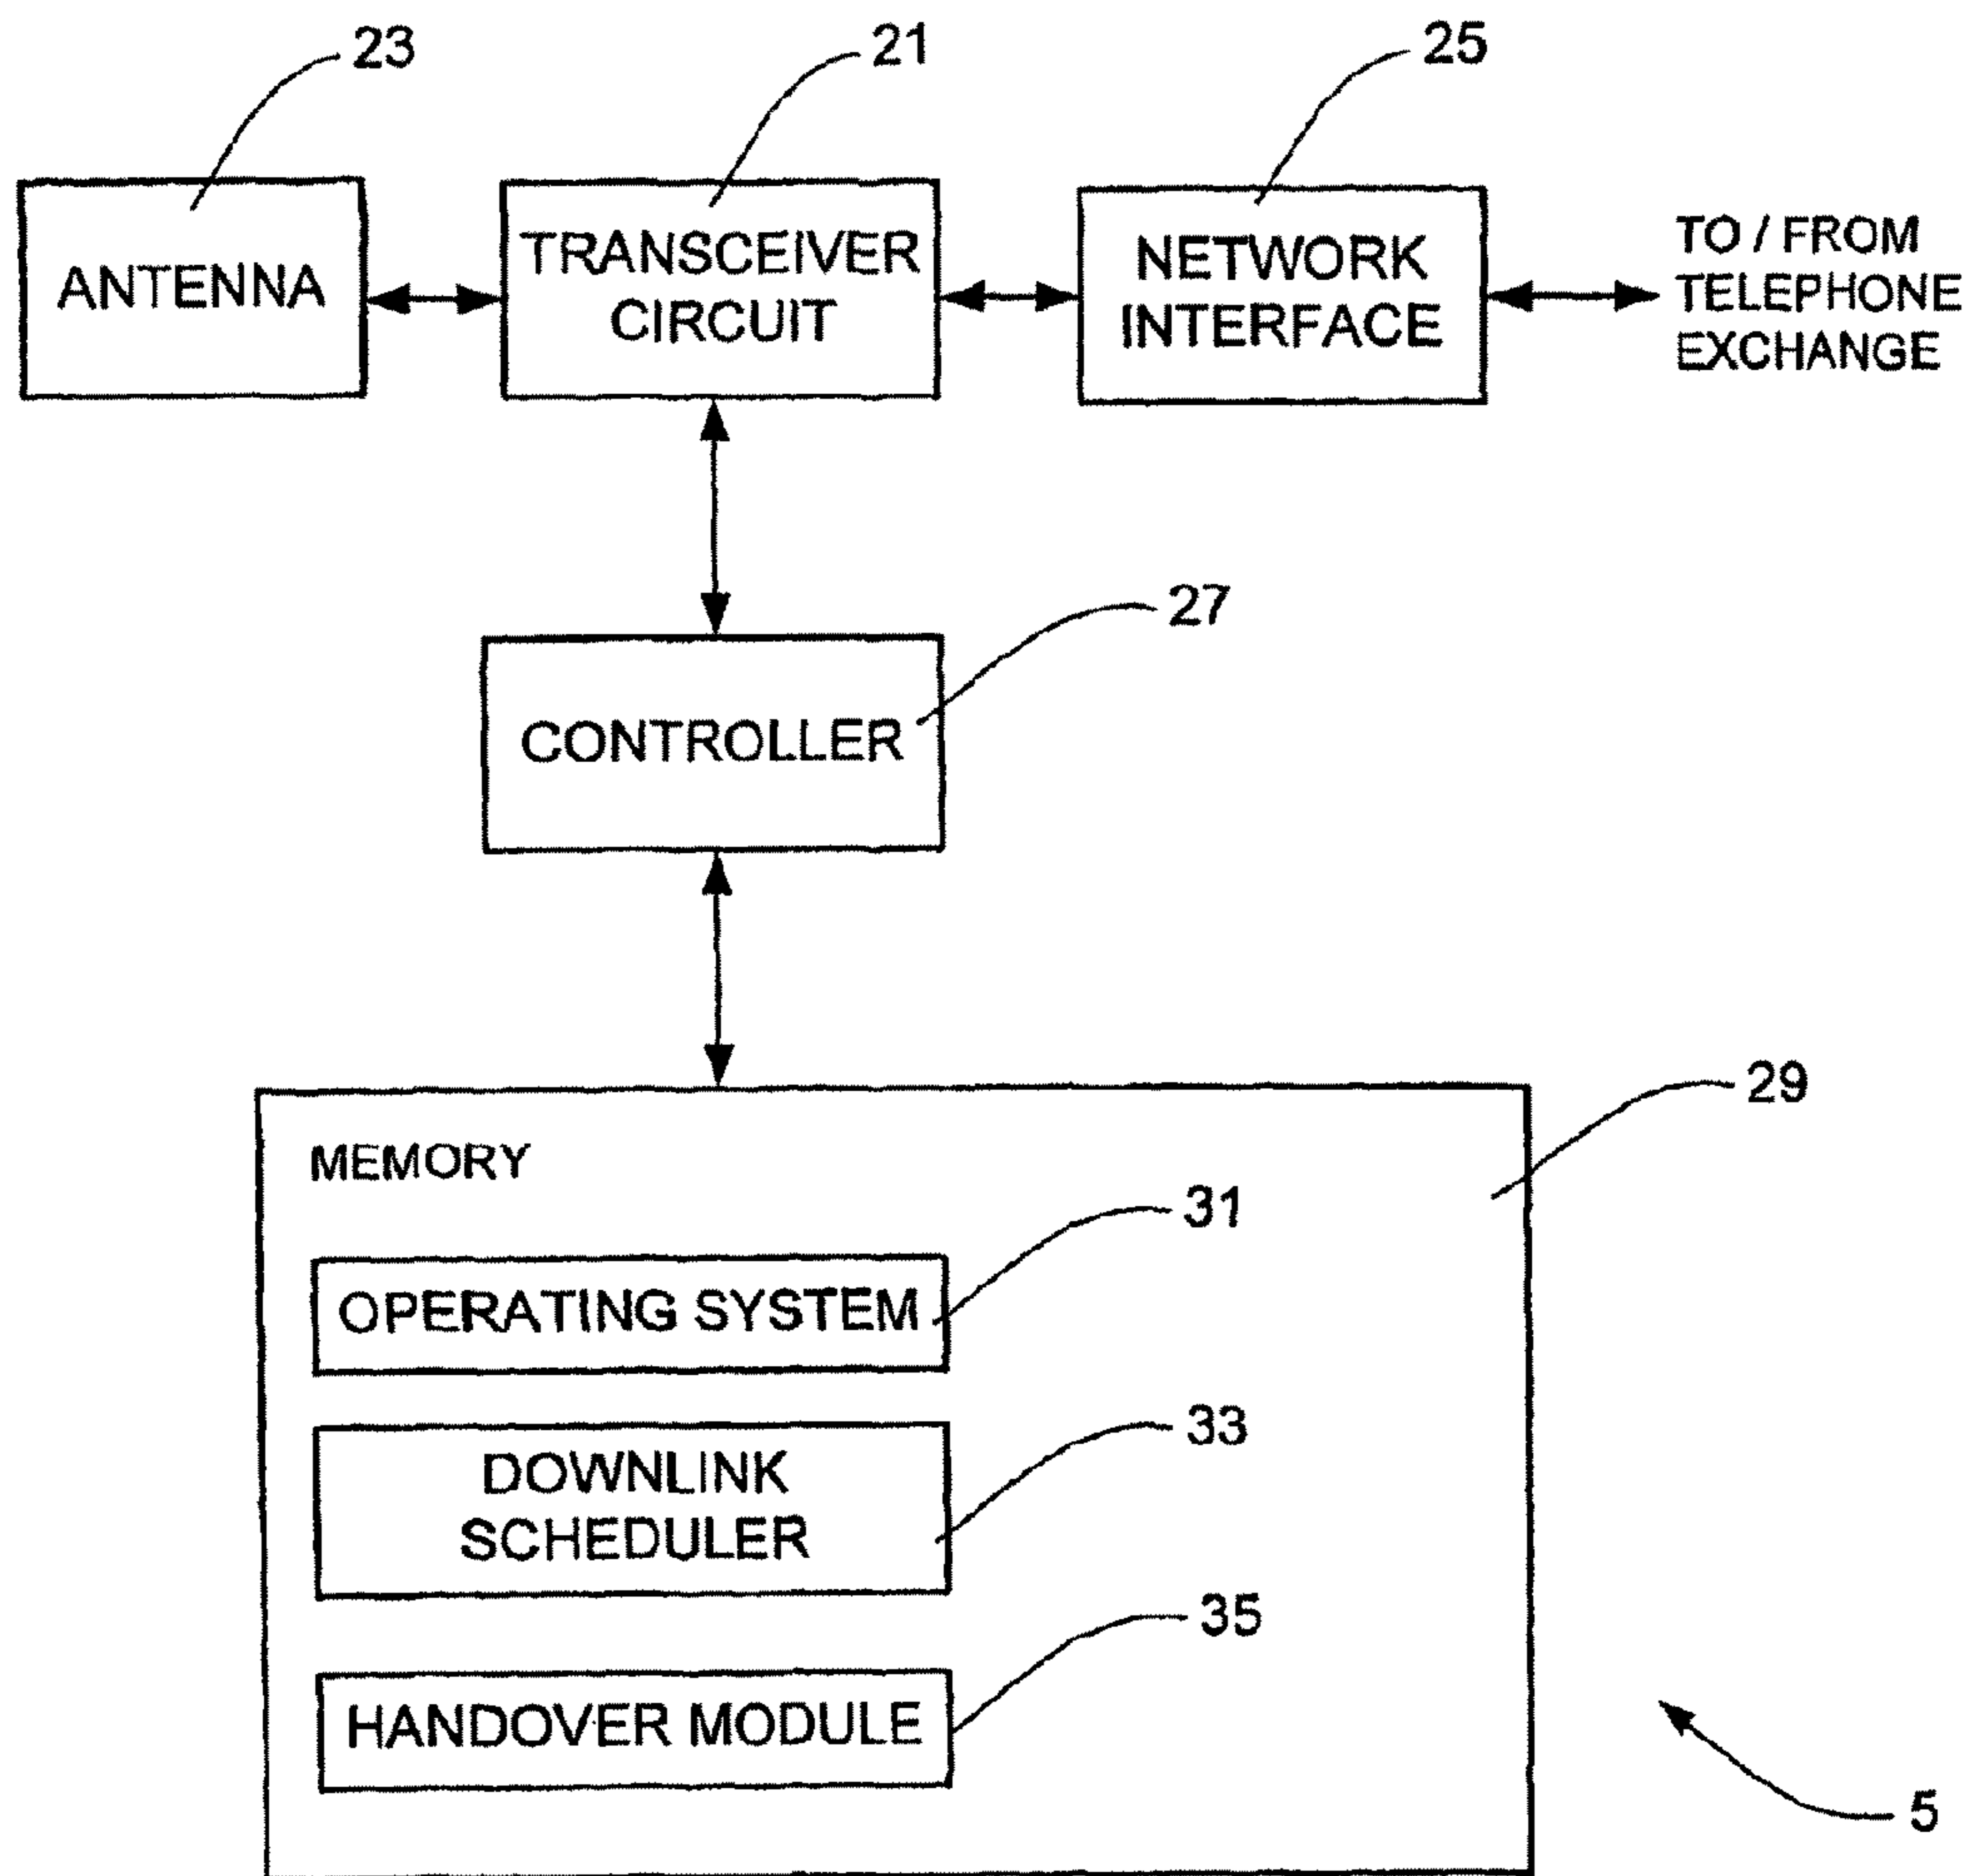 23
21
25
ANTENNA
TRANSCEIVER
CIRCUIT
NETWORK
INTERFACE
TO / FROM
TELEPHONE
EXCHANGE
27
CONTROLLER
29
MEMORY
31
OPERATING SYSTEM
33
DOWNLINK
SCHEDULER
35
HANDOVER MODULE
5